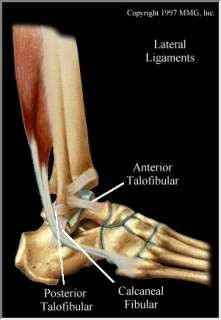 Copyright 1997 MMG, Inc.
Lateral
Ligaments
Anterior
Talofibular
Posterior
Talofibular
Calcaneal
Fibular